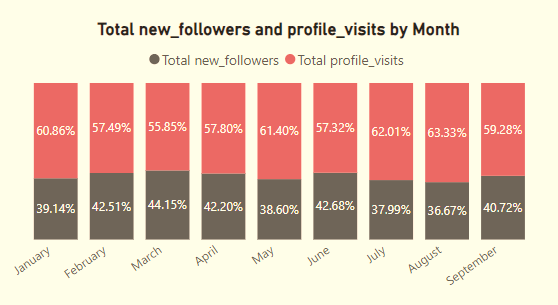 Total new_followers and profile_visits by Month
Total new_followers Total profile_visits
60.86% 57.49% 55.85% 57.80% 61.40% 57.32% 62.01% 63.33% 59.28%
39.14% 42.51% 44.15% 42.20% 38.60% 42.68% 37.99% 36.67% 40.72%
January February March April May June July August September